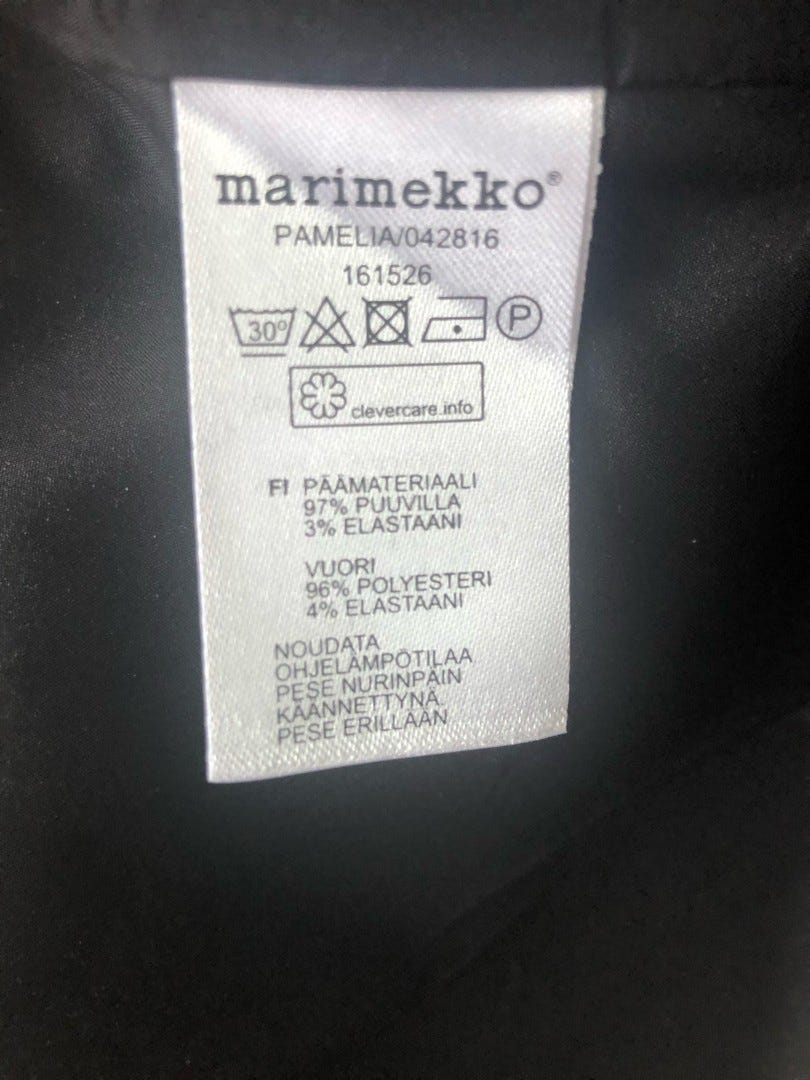 marimekko®
PAMELIA/042816
161526
30°
P
clevercare.info
FI PÄÄMATERIAALI
97% PUUVILLA
3% ELASTAANI
VUORI
96% POLYESTERI
4% ELASTAANI
NOUDATA
OHJELÄMPÖTILAA
PESE NURINPÄIN
KÄÄNNETTYNÄ.
PESE ERILLÄÄN